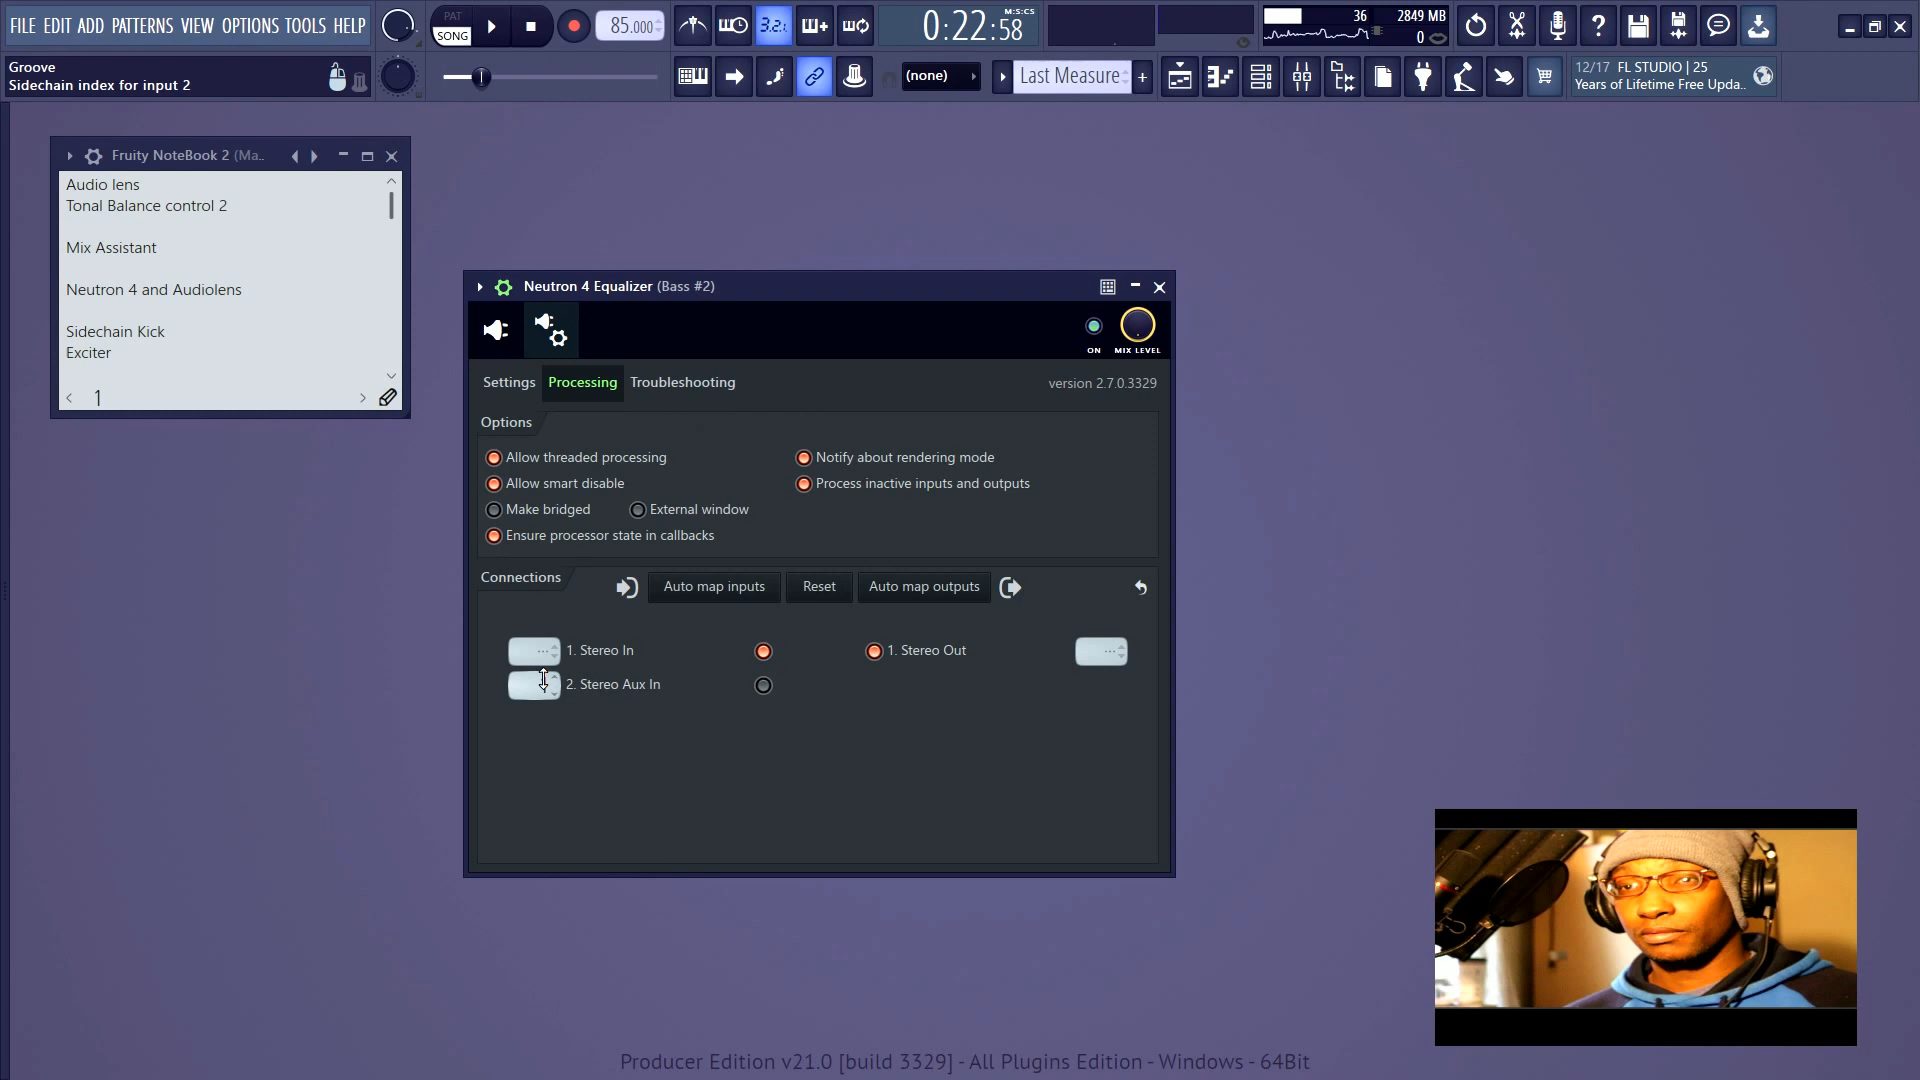 FILE EDIT ADD PATTERNS VIEW OPTIONS TOOLS HELP
PAT
SONG
85.000
3.2.
0:22:58
M:S:CS
36
2849 MB
0
Groove
Sidechain index for input 2
(none)
Last Measure
12/17 FL STUDIO | 25
Years of Lifetime Free Upda..
Fruity NoteBook 2 (Ma..
Audio lens
Tonal Balance control 2
Mix Assistant
Neutron 4 and Audiolens
Sidechain Kick
Exciter
1
Neutron 4 Equalizer (Bass #2)
ON
MIX LEVEL
Settings
Processing
Troubleshooting
version 2.7.0.3329
Options
Allow threaded processing
Notify about rendering mode
Allow smart disable
Process inactive inputs and outputs
Make bridged
External window
Ensure processor state in callbacks
Connections
Auto map inputs
Reset
Auto map outputs
1. Stereo In
1. Stereo Out
2. Stereo Aux In
Producer Edition v21.0 [build 3329] - All Plugins Edition - Windows - 64Bit